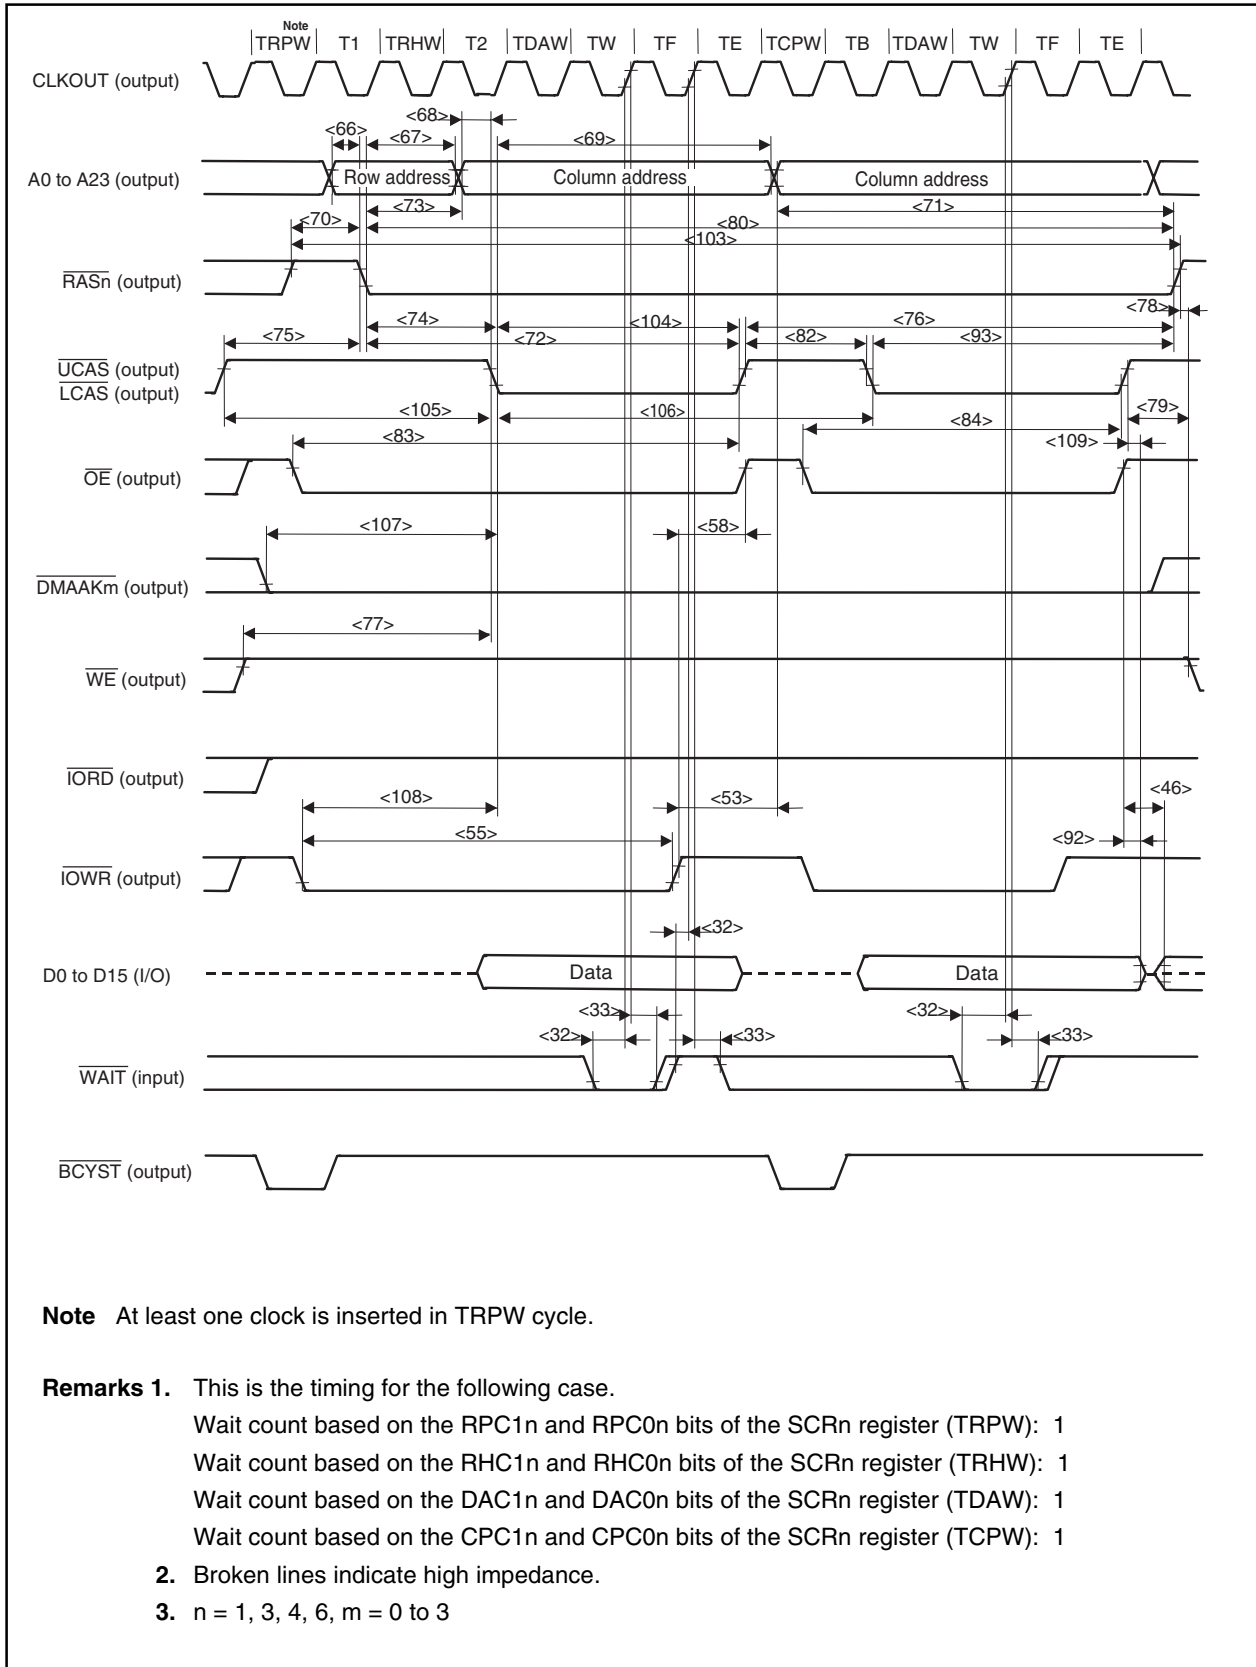 Note
TRPW T1 TRHW T2 TDAW TW TF TE TCPW TB TDAW TW TF TE
CLKOUT (output)
<68>
<66> <67> <69>
A0 to A23 (output) Row address Column address Column address
<73> <71>
<70> <80>
<103>
RASn (output)
<78>
<74> <104> <76>
<75> <72> <82> <93>
UCAS (output)
LCAS (output)
<105> <106> <79>
<84>
<83> <109>
OE (output)
<107> <58>
DMAAKm (output)
<77>
WE (output)
IORD (output)
<108> <53> <46>
<55> <92>
IOWR (output)
<32>
D0 to D15 (I/O) Data Data
<33> <32>
<32> <33> <33>
WAIT (input)
BCYST (output)
Note At least one clock is inserted in TRPW cycle.
Remarks 1. This is the timing for the following case.
Wait count based on the RPC1n and RPC0n bits of the SCRn register (TRPW): 1
Wait count based on the RHC1n and RHC0n bits of the SCRn register (TRHW): 1
Wait count based on the DAC1n and DAC0n bits of the SCRn register (TDAW): 1
Wait count based on the CPC1n and CPC0n bits of the SCRn register (TCPW): 1
2. Broken lines indicate high impedance.
3. n = 1, 3, 4, 6, m = 0 to 3